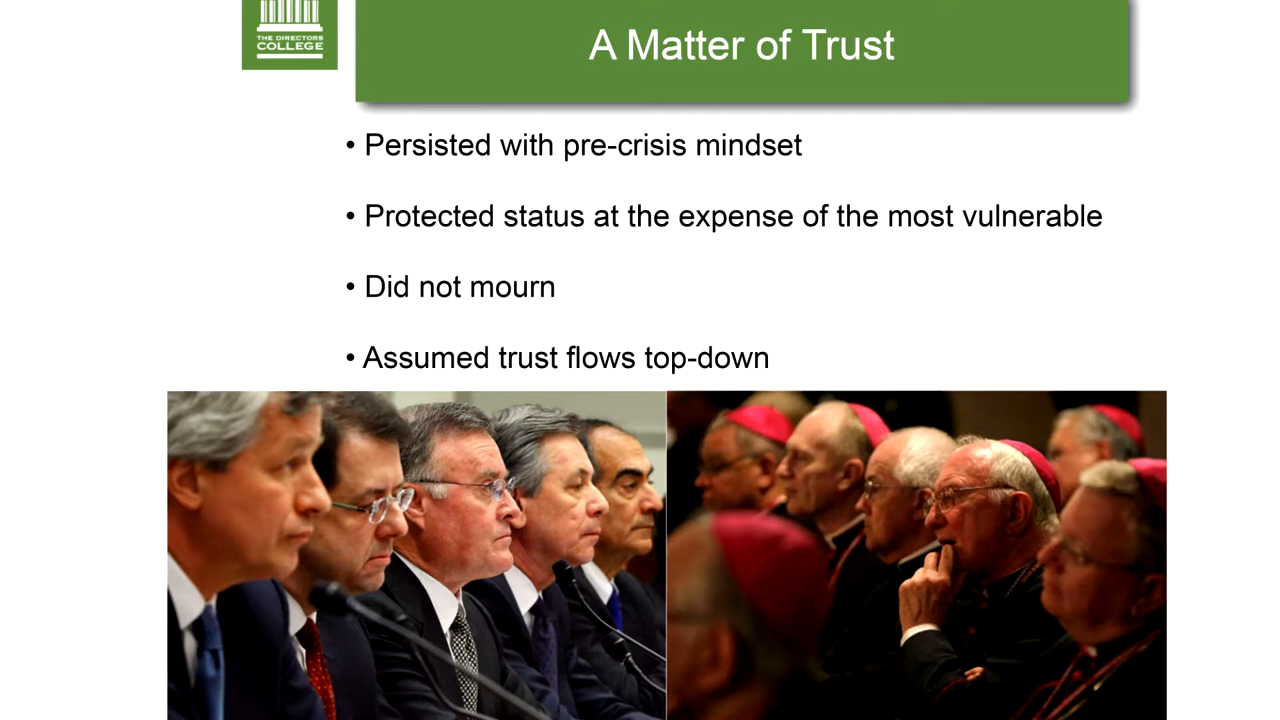 THE DIRECTORS
COLLEGE
A Matter of Trust
• Persisted with pre-crisis mindset
• Protected status at the expense of the most vulnerable
• Did not mourn
• Assumed trust flows top-down